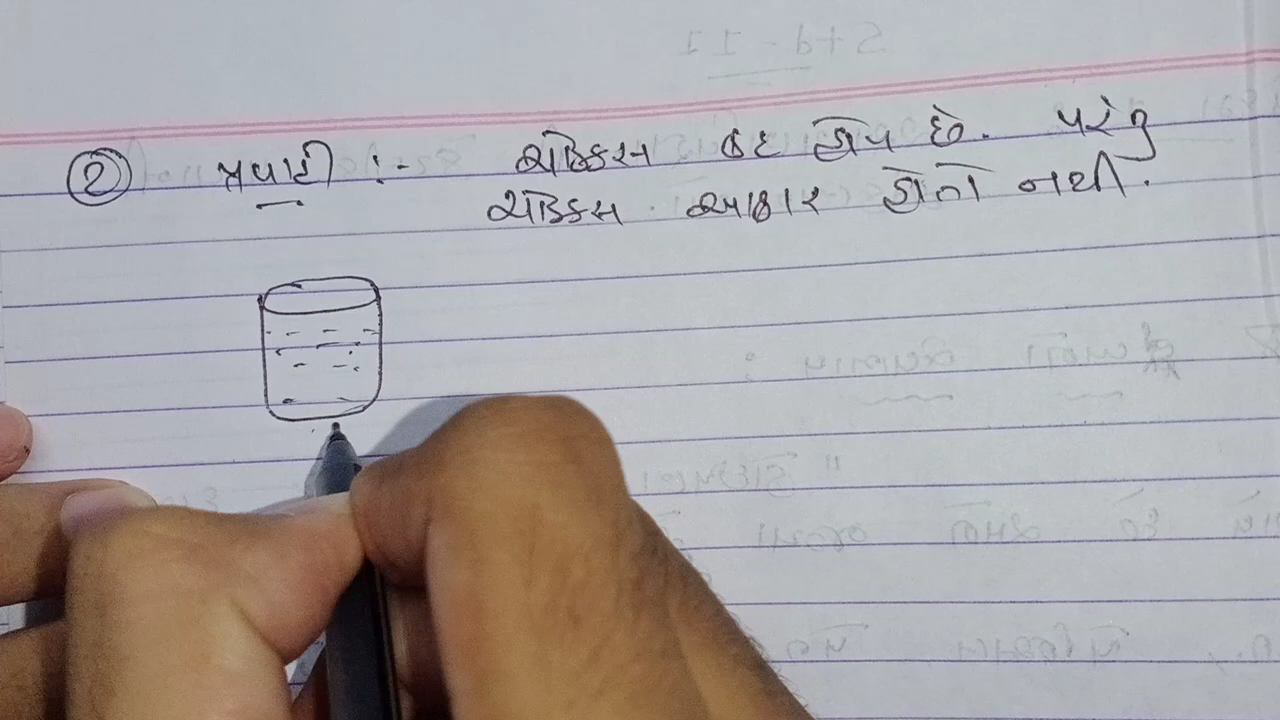 ② પ્રવાહી :- ચોક્કસ કદ હોય છે. પરંતુ
ચોક્કસ આકાર હોતો નથી.